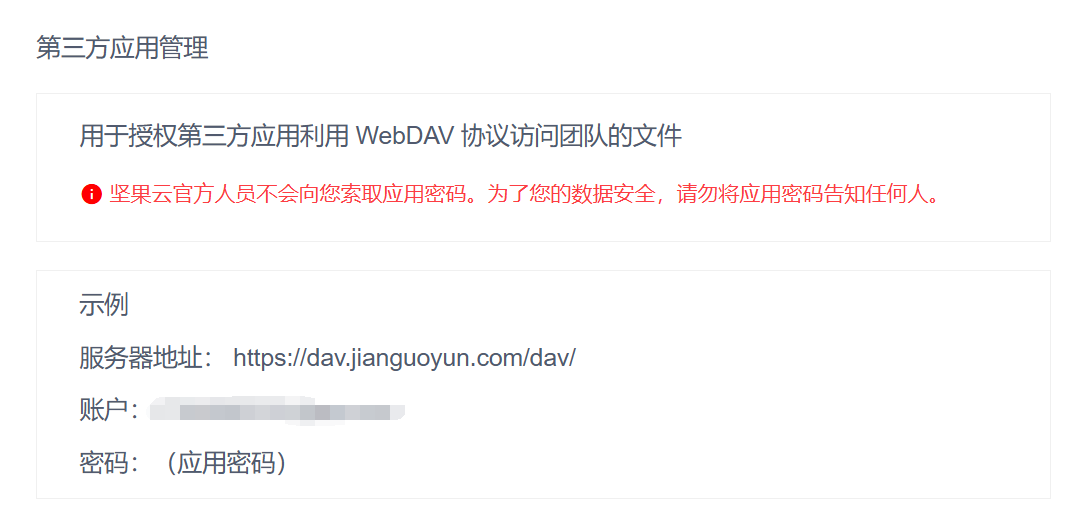 第三方应用管理
用于授权第三方应用利用 WebDAV 协议访问团队的文件
坚果云官方人员不会向您索取应用密码。为了您的数据安全，请勿将应用密码告知任何人。
示例
服务器地址： https://dav.jianguoyun.com/dav/
账户：
密码：（应用密码）